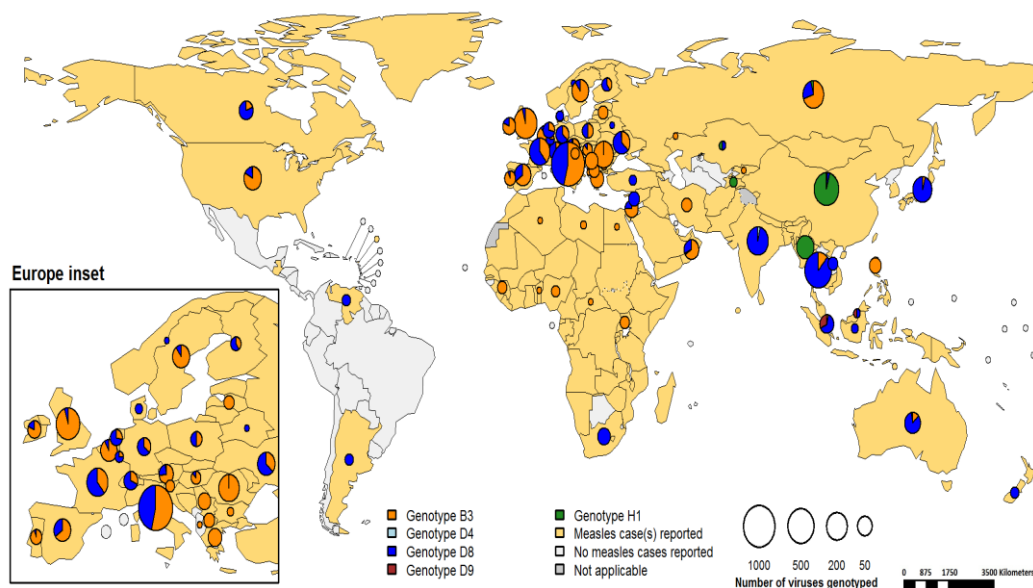 Europe inset
Genotype B3
Genotype D4
Genotype D8
Genotype D9
Genotype H1
Measles case(s) reported
No measles cases reported
Not applicable
1000 500 200 50
Number of viruses genotyped
0 875 1750 3500 Kilometers